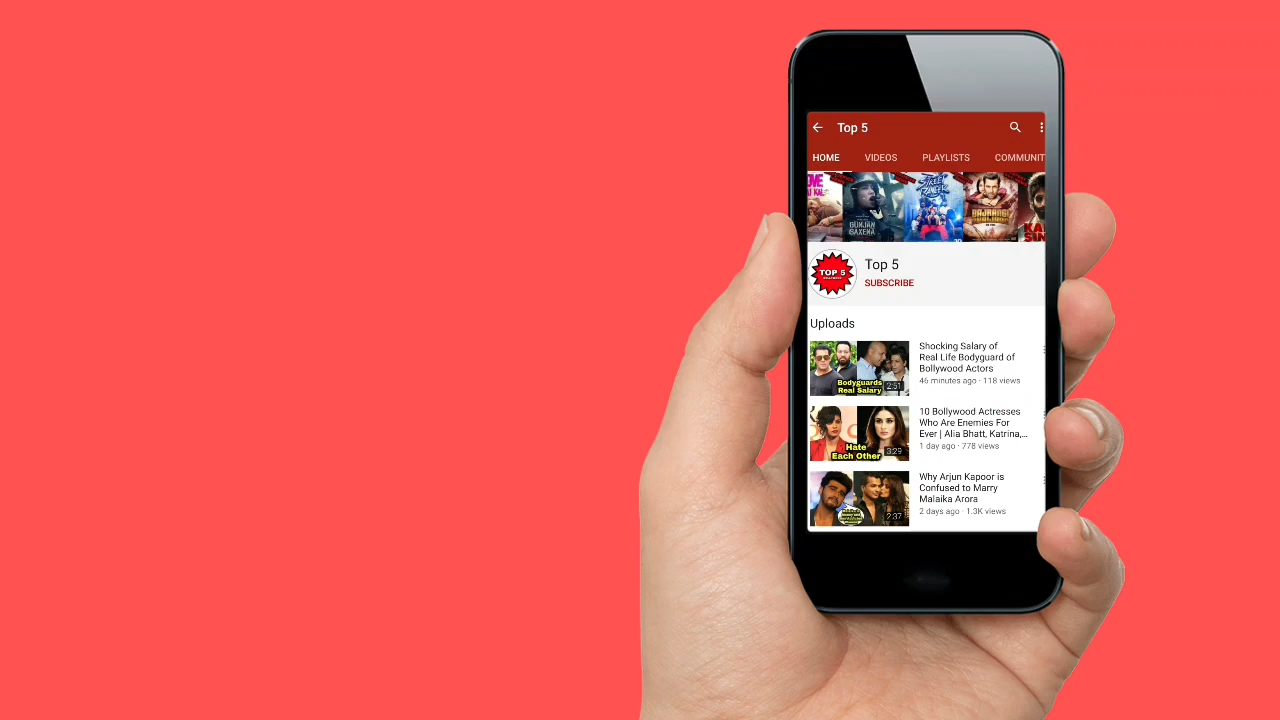 Top 5
HOME VIDEOS PLAYLISTS COMMUNIT
GUNJAN
SAXENA
STREET
DANCER
BAJRANGI
Top 5
TOP 5
SUBSCRIBE
Uploads
Shocking Salary of
Real Life Bodyguard of
Bollywood Actors
46 minutes ago · 118 views
Bodyguards
Real Salary
2:51
10 Bollywood Actresses
Who Are Enemies For
Ever | Alia Bhatt, Katrina,...
1 day ago · 778 views
Hate
Each Other
3:29
Why Arjun Kapoor is
Confused to Marry
Malaika Arora
2 days ago · 1.3K views
2:37